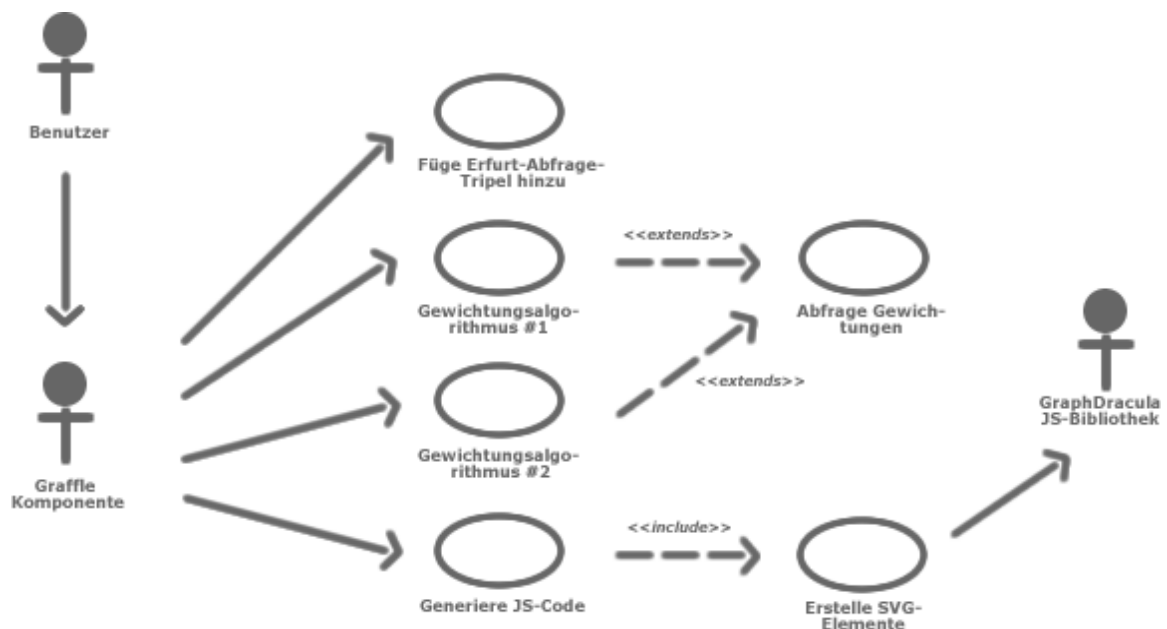 Benutzer
Füge Erfurt-Abfrage-
Tripel hinzu
<<extends>>
Gewichtungsalgo-
rithmus #1
Abfrage Gewich-
tungen
<<extends>>
GraphDracula
JS-Bibliothek
Gewichtungsalgo-
rithmus #2
Graffle
Komponente
<<include>>
Generiere JS-Code
Erstelle SVG-
Elemente